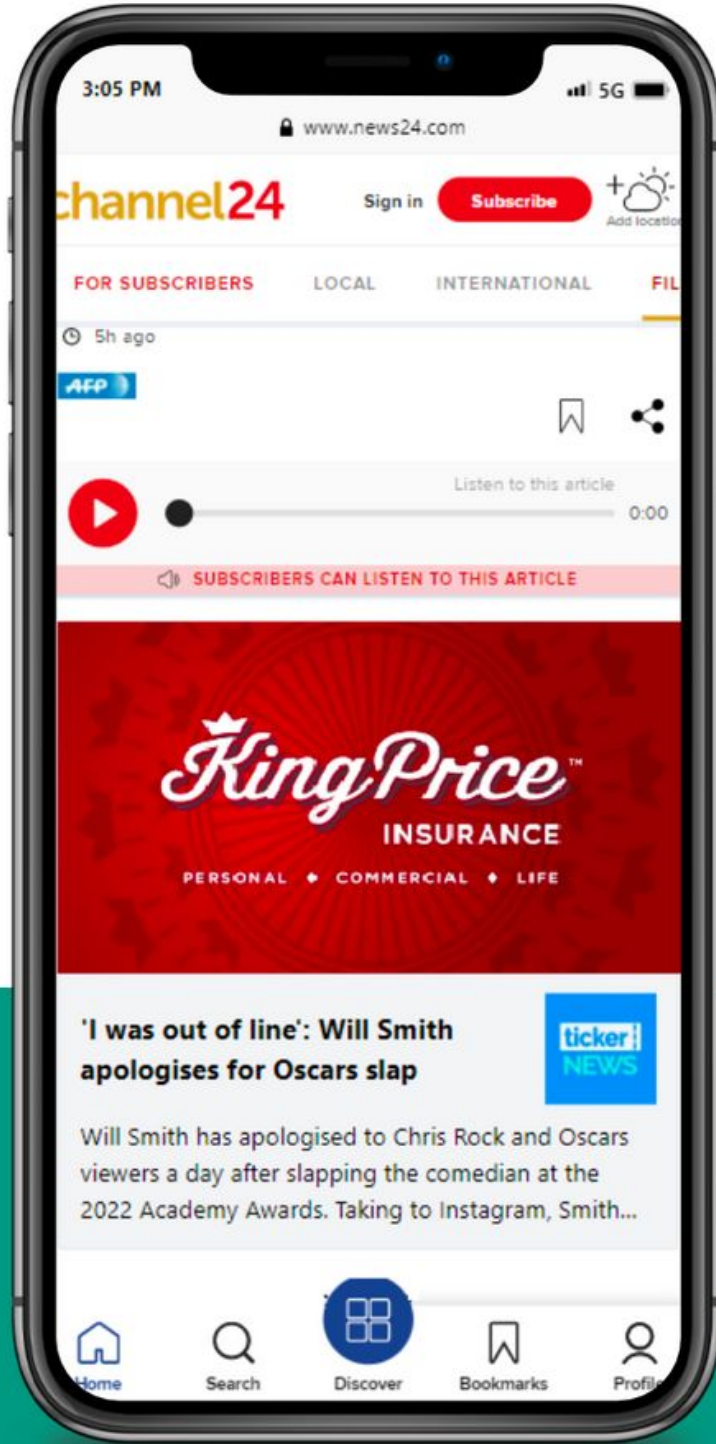 3:05 PM 5G
www.news24.com
channel24 Sign in Subscribe
Add location
FOR SUBSCRIBERS LOCAL INTERNATIONAL FIL
5h ago
AFP
Listen to this article
0:00
SUBSCRIBERS CAN LISTEN TO THIS ARTICLE
King Price™
INSURANCE
PERSONAL COMMERCIAL LIFE
'I was out of line': Will Smith
apologises for Oscars slap
ticker
NEWS
Will Smith has apologised to Chris Rock and Oscars
viewers a day after slapping the comedian at the
2022 Academy Awards. Taking to Instagram, Smith...
Home Search Discover Bookmarks Profile